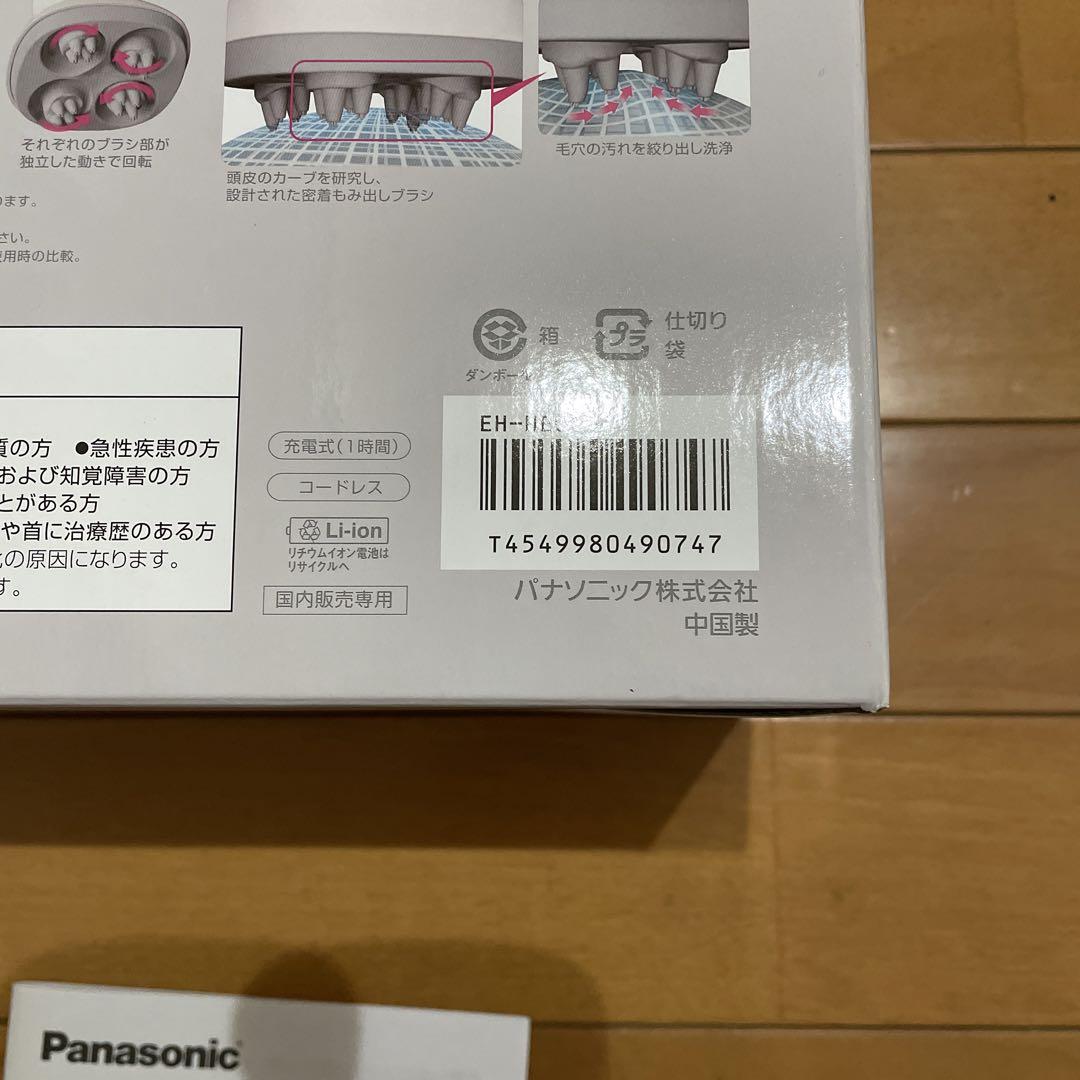 それぞれのブラシ部が
独立した動きで回転
頭皮のカーブを研究し、
設計された密着もみ出しブラシ
毛穴の汚れを絞り出し洗浄
ります。
さい。
使用時の比較。
箱
ダンボール
プラ
仕切り
袋
質の方 ●急性疾患の方
および知覚障害の方
とがある方
や首に治療歴のある方
の原因になります。
す。
充電式(1時間)
コードレス
Li-ion
リチウムイオン電池は
リサイクルへ
国内販売専用
T4549980490747
パナソニック株式会社
中国製
Panasonic